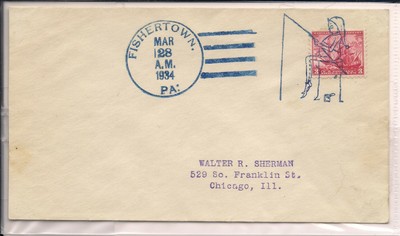 FISHERTOWN.
MAR
28
A.M.
1934
PA.
WALTER R. SHERMAN
529 So. Franklin St.
Chicago, Ill.